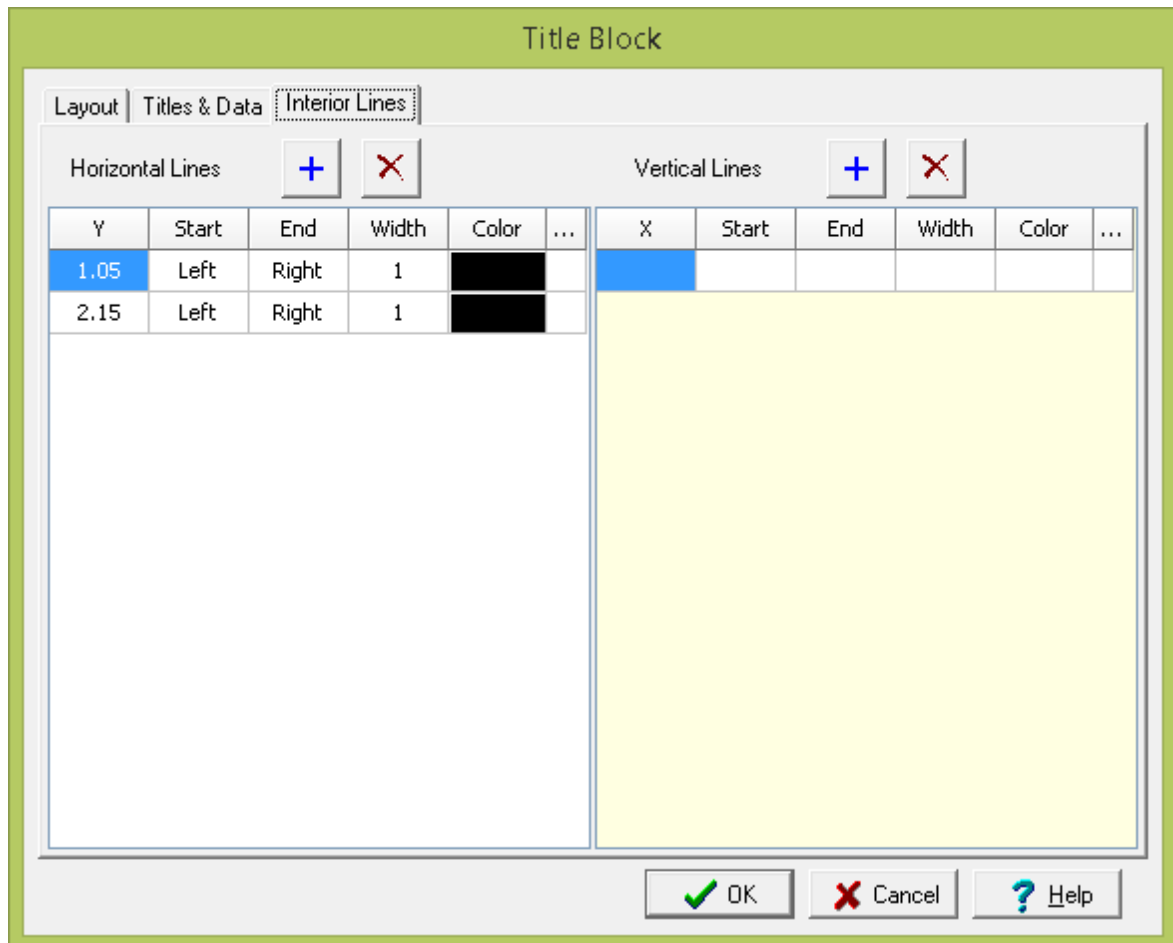 Title Block
Layout Titles & Data Interior Lines
Horizontal Lines Vertical Lines
Y Start End Width Color ... X Start End Width Color ...
1.05 Left Right 1
2.15 Left Right 1
OK Cancel Help